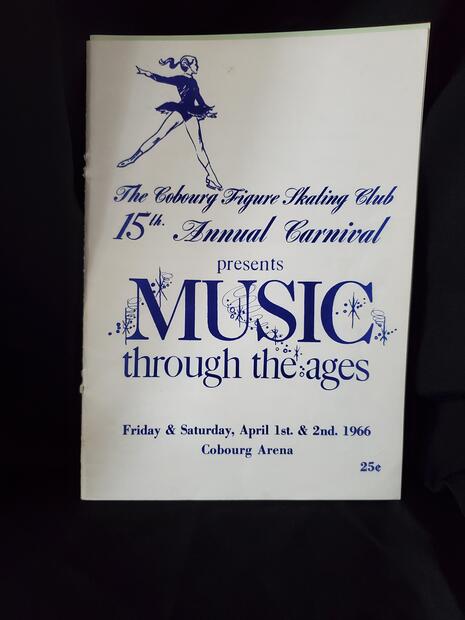 The Cobourg Figure Skating Club
15th. Annual Carnival
presents
MUSIC
through the ages
Friday & Saturday, April 1st. & 2nd. 1966
Cobourg Arena
25¢